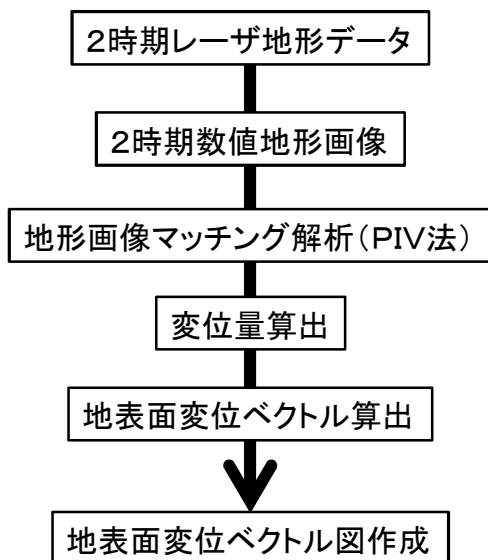 ２時期レーザ地形データ
２時期数値地形画像
地形画像マッチング解析（PIV法）
変位量算出
地表面変位ベクトル算出
地表面変位ベクトル図作成